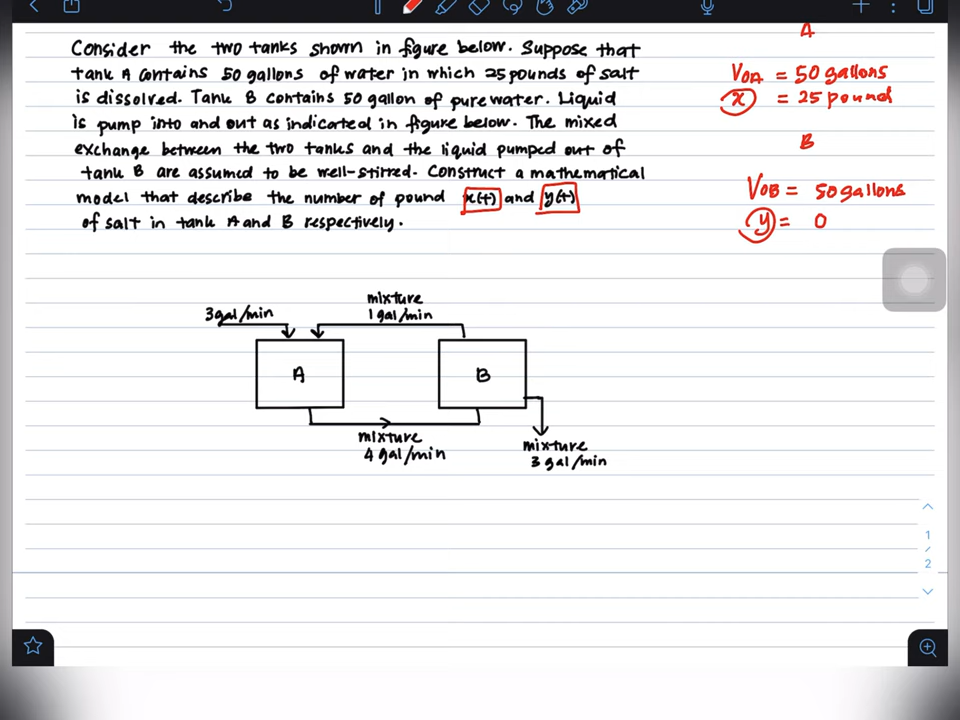 Consider the two tanks shown in figure below. Suppose that
tank A contains 50 gallons of water in which 25 pounds of salt
is dissolved. Tank B contains 50 gallon of pure water. Liquid
is pump into and out as indicated in figure below. The mixed
exchange between the two tanks and the liquid pumped out of
tank B are assumed to be well-stirred. Construct a mathematical
model that describe the number of pound x(t) and y(t)
of salt in tank A and B respectively.
A
VOA = 50 gallons
x = 25 pound
B
VOB = 50 gallons
y = 0
3 gal/min
mixture
1 gal/min
A
B
mixture
4 gal/min
mixture
3 gal/min
1
/
2